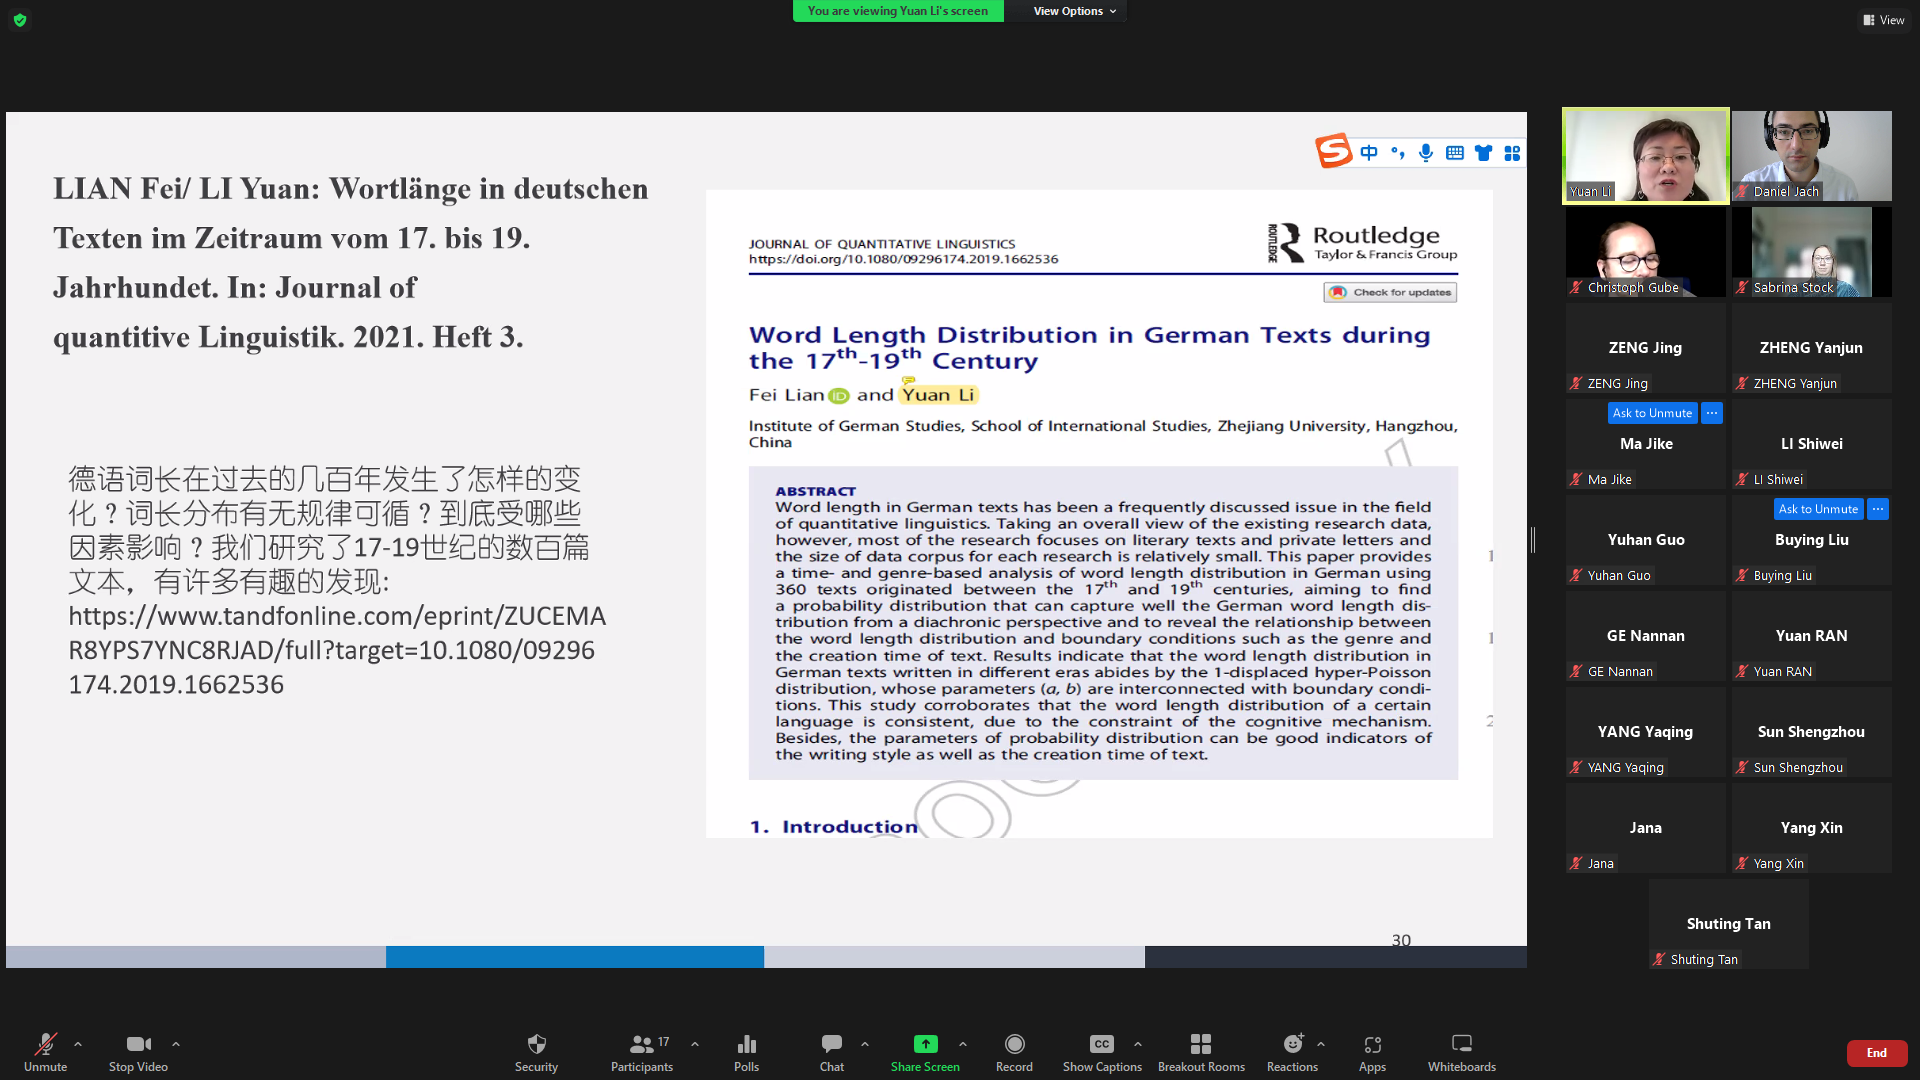 You are viewing Yuan Li's screen
View Options
View
LIAN Fei/ LI Yuan: Wortlänge in deutschen
Texten im Zeitraum vom 17. bis 19.
Jahrhundet. In: Journal of
quantitive Linguistik. 2021. Heft 3.
德语词长在过去的几百年发生了怎样的变
化？词长分布有无规律可循？到底受哪些
因素影响？我们研究了17-19世纪的数百篇
文本，有许多有趣的发现:
https://www.tandfonline.com/eprint/ZUCEMA
R8YPS7YNC8RJAD/full?target=10.1080/09296
174.2019.1662536
S 中
JOURNAL OF QUANTITATIVE LINGUISTICS
https://doi.org/10.1080/09296174.2019.1662536
ROUTLEDGE
Routledge
Taylor & Francis Group
Check for updates
Word Length Distribution in German Texts during
the 17th-19th Century
Fei Lian iD and Yuan Li
Institute of German Studies, School of International Studies, Zhejiang University, Hangzhou,
China
ABSTRACT
Word length in German texts has been a frequently discussed issue in the field
of quantitative linguistics. Taking an overall view of the existing research data,
however, most of the research focuses on literary texts and private letters and
the size of data corpus for each research is relatively small. This paper provides
a time- and genre-based analysis of word length distribution in German using
360 texts originated between the 17th and 19th centuries, aiming to find
a probability distribution that can capture well the German word length dis-
tribution from a diachronic perspective and to reveal the relationship between
the word length distribution and boundary conditions such as the genre and
the creation time of text. Results indicate that the word length distribution in
German texts written in different eras abides by the 1-displaced hyper-Poisson
distribution, whose parameters (a, b) are interconnected with boundary condi-
tions. This study corroborates that the word length distribution of a certain
language is consistent, due to the constraint of the cognitive mechanism.
Besides, the parameters of probability distribution can be good indicators of
the writing style as well as the creation time of text.
1. Introduction
30
Yuan Li
Daniel Jach
Christoph Gube
Sabrina Stock
ZENG Jing
ZENG Jing
ZHENG Yanjun
ZHENG Yanjun
Ask to Unmute ...
Ma Jike
Ma Jike
LI Shiwei
LI Shiwei
Yuhan Guo
Yuhan Guo
Ask to Unmute ...
Buying Liu
Buying Liu
GE Nannan
GE Nannan
Yuan RAN
Yuan RAN
YANG Yaqing
YANG Yaqing
Sun Shengzhou
Sun Shengzhou
Jana
Jana
Yang Xin
Yang Xin
Shuting Tan
Shuting Tan
Unmute
Stop Video
Security
Participants 17
Polls
Chat
Share Screen
Record
CC
Show Captions
Breakout Rooms
Reactions
Apps
Whiteboards
End